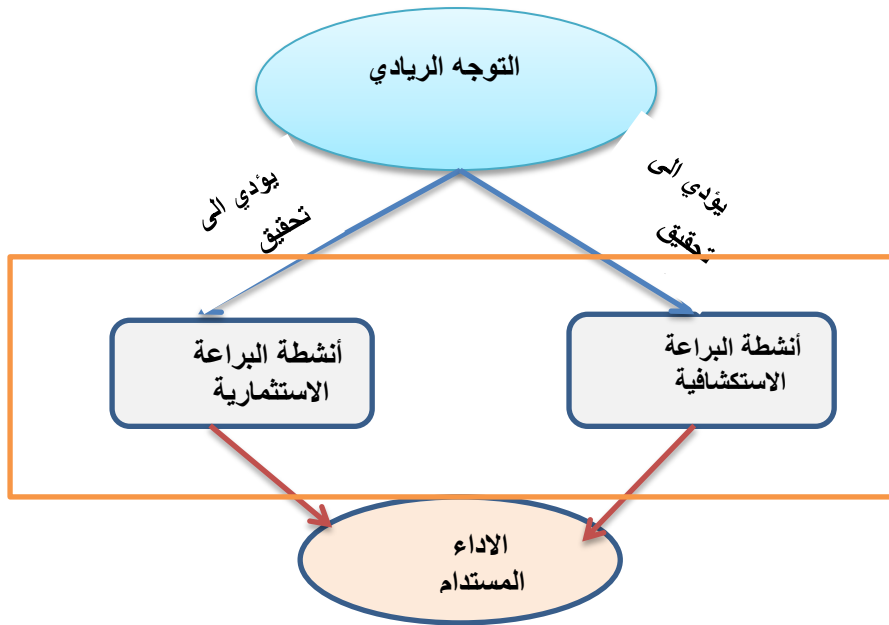 التوجه الريادي
يؤدي الى
تحقيق
يؤدي الى
تحقيق
أنشطة البراعة
الاستكشافية
أنشطة البراعة
الاستثمارية
الاداء
المستدام